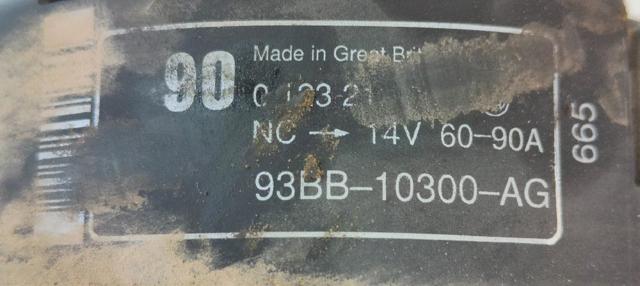 90
Made in Great Brit
0 123 21
NC → 14V 60-90A
93BB-10300-AG
665